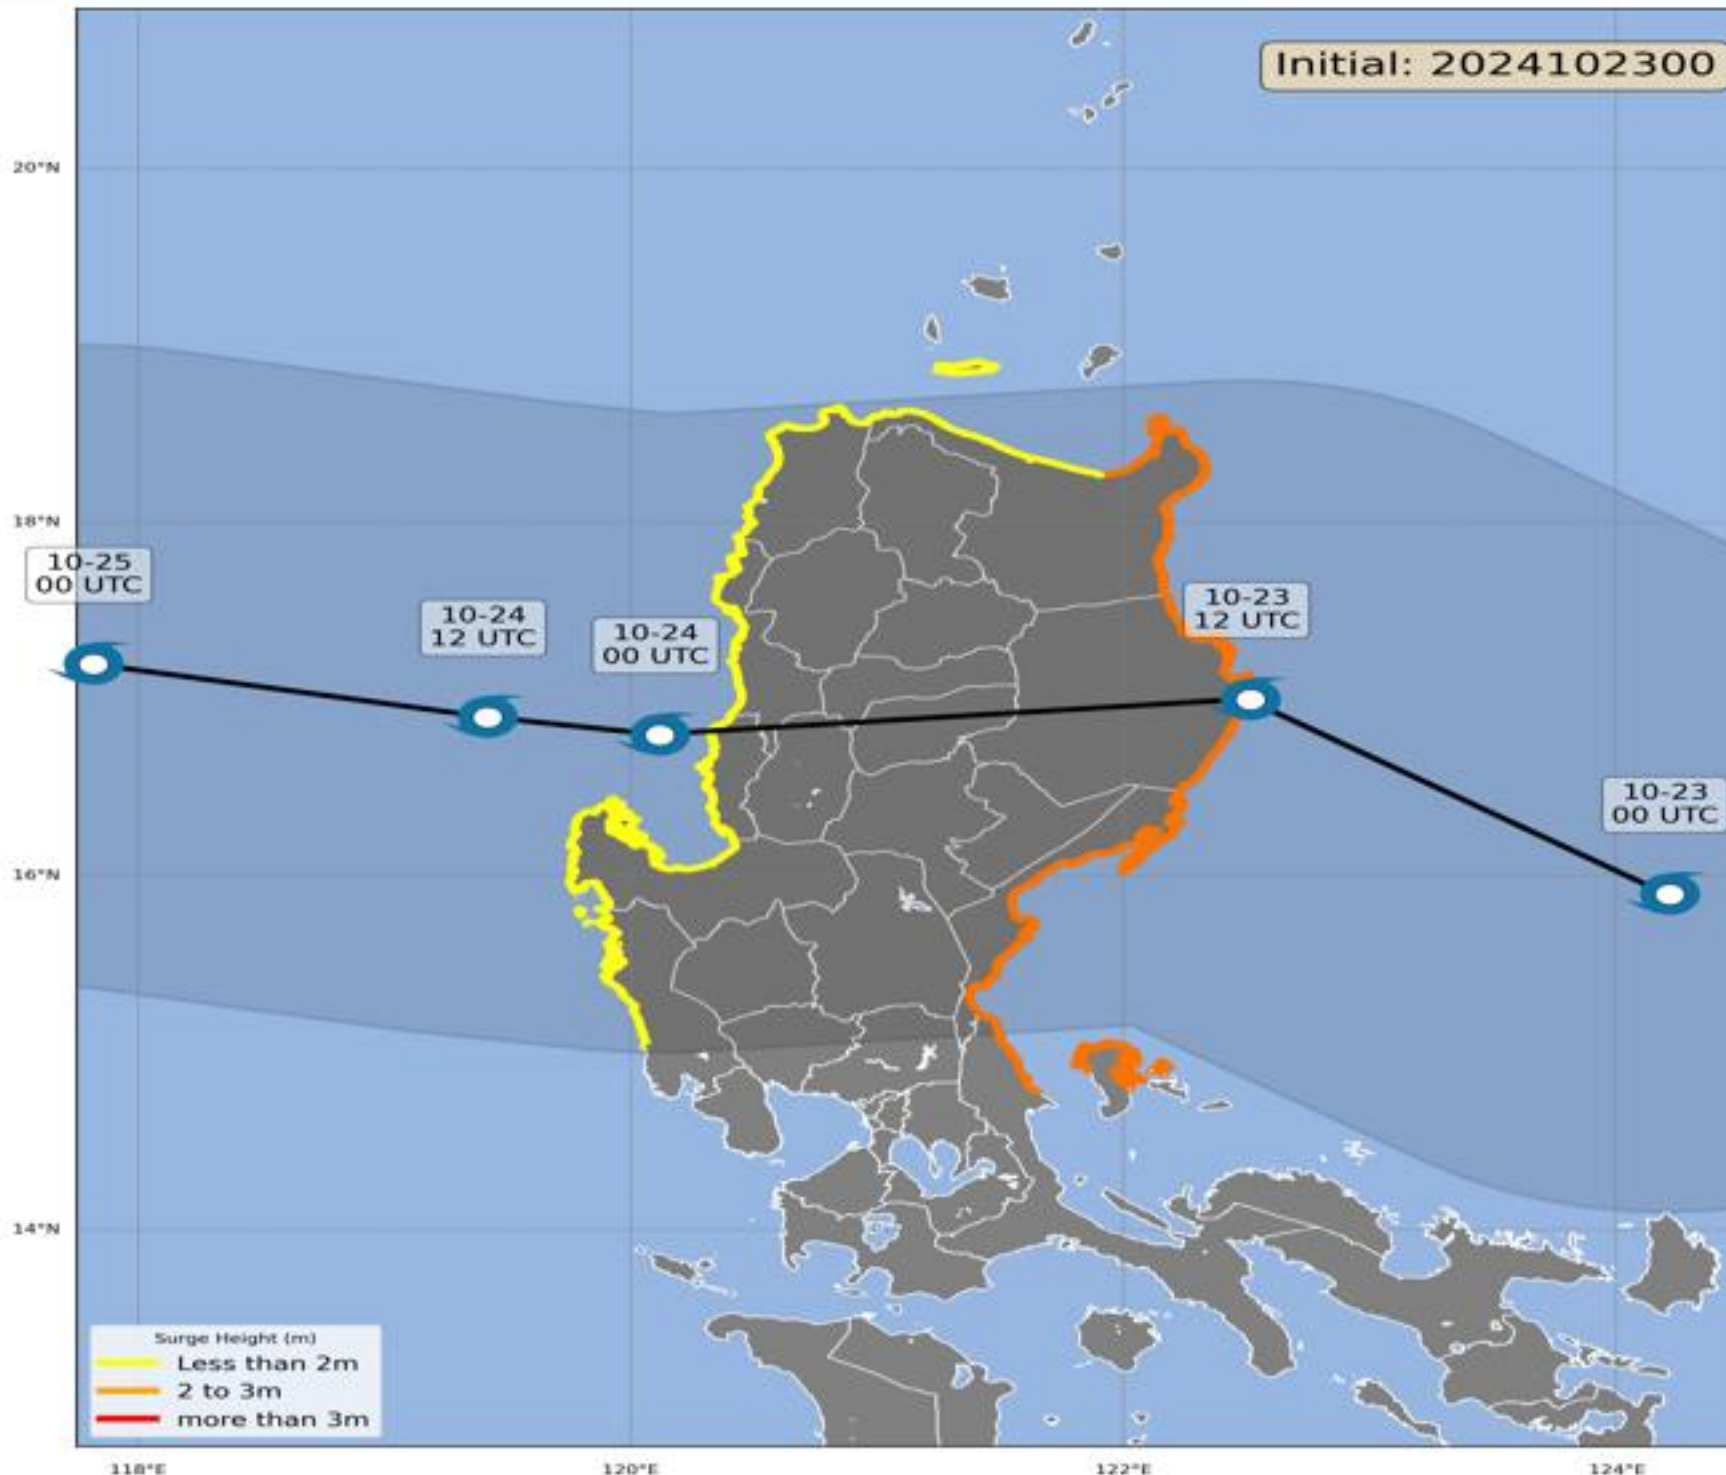 Initial: 2024102300
20°N
18°N
10-25
00 UTC
10-24
12 UTC
10-24
00 UTC
10-23
12 UTC
10-23
00 UTC
16°N
14°N
Surge Height (m)
Less than 2m
2 to 3m
more than 3m
118°E
120°E
122°E
124°E